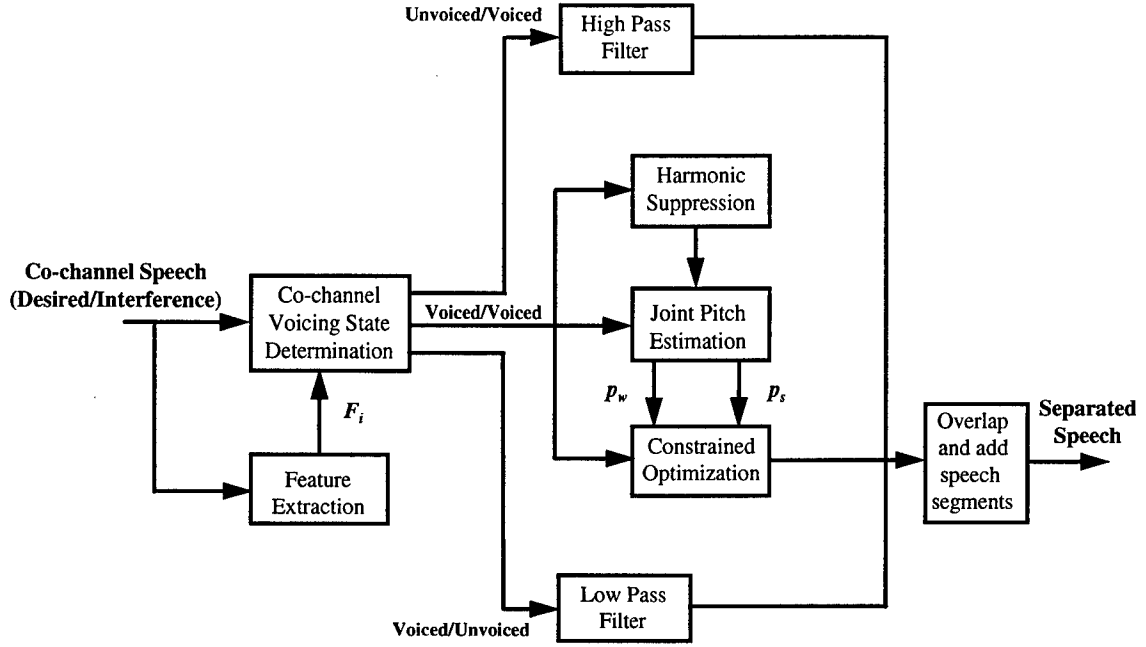 Unvoiced/Voiced
High Pass
Filter
Harmonic
Suppression
Co-channel Speech
(Desired/Interference)
Co-channel
Voicing State
Determination
Voiced/Voiced
Joint Pitch
Estimation
F_i
p_w
p_s
Feature
Extraction
Constrained
Optimization
Overlap
and add
speech
segments
Separated
Speech
Low Pass
Filter
Voiced/Unvoiced